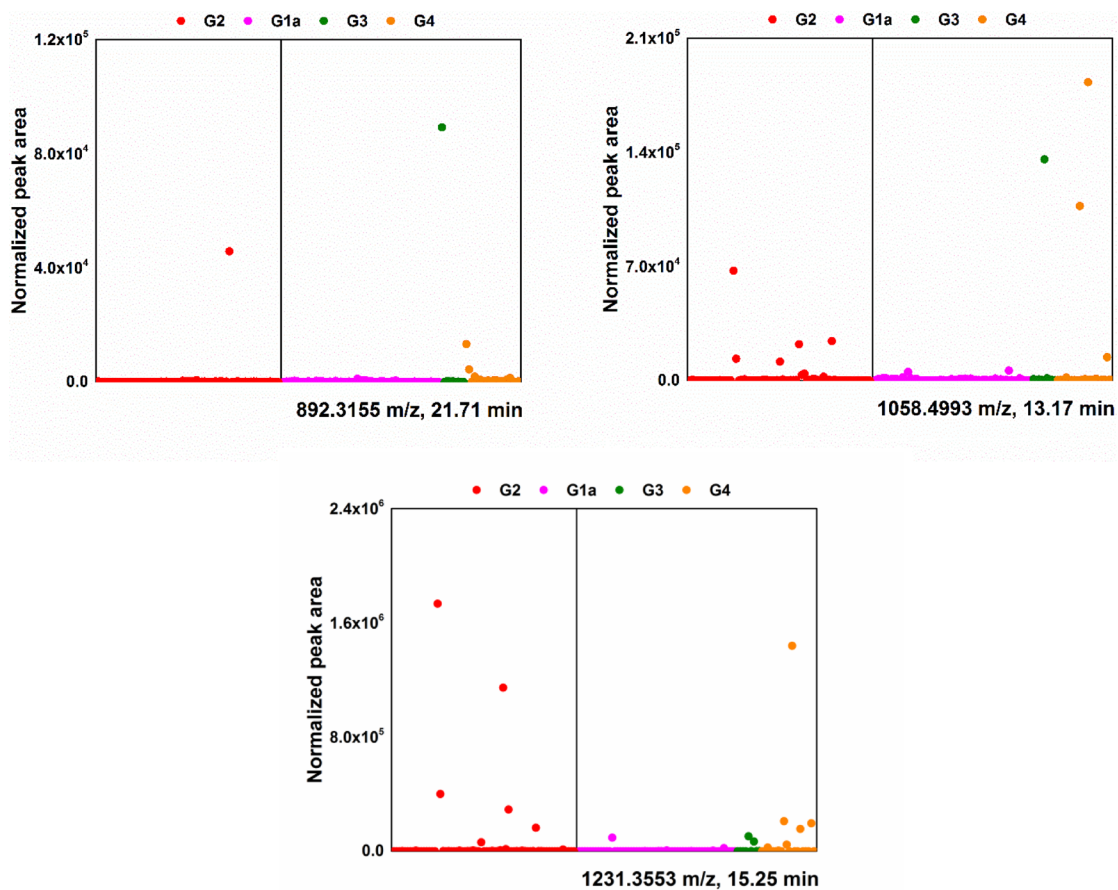 G2 G1a G3 G4
1.2x10⁵
8.0x10⁴
4.0x10⁴
0.0
Normalized peak area
892.3155 m/z, 21.71 min
G2 G1a G3 G4
2.1x10⁵
1.4x10⁵
7.0x10⁴
0.0
Normalized peak area
1058.4993 m/z, 13.17 min
G2 G1a G3 G4
2.4x10⁶
1.6x10⁶
8.0x10⁵
0.0
Normalized peak area
1231.3553 m/z, 15.25 min